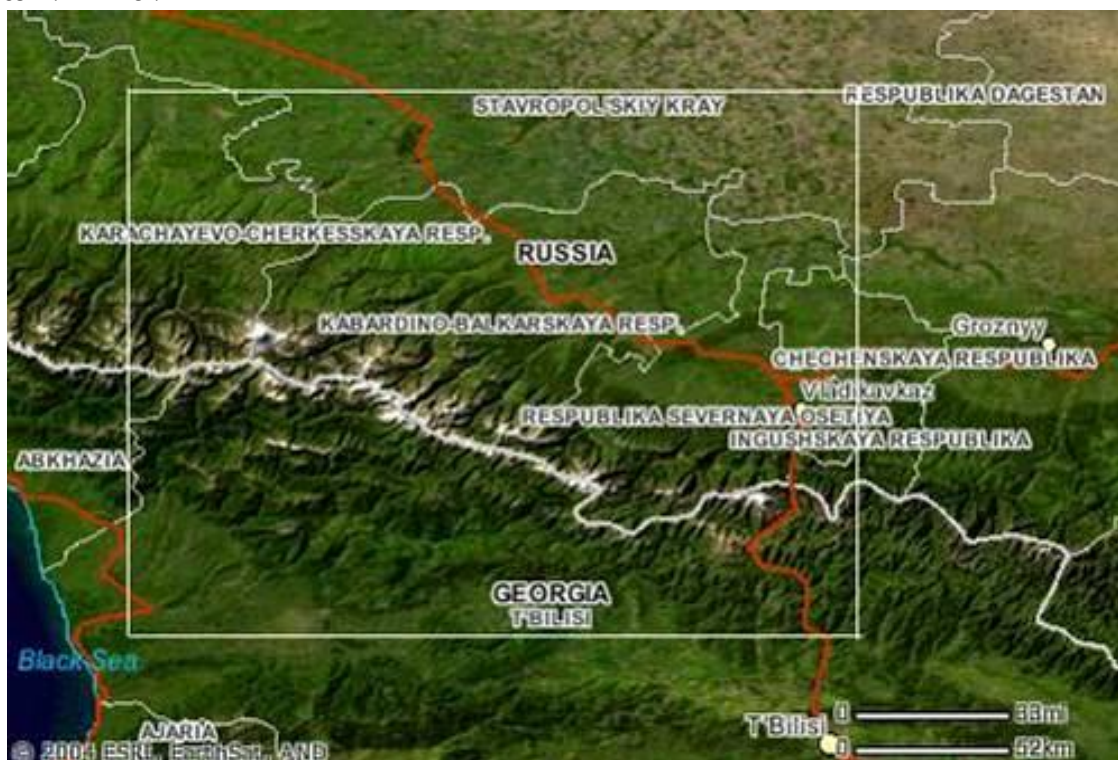 STAVROPOL'SKIY KRAY
RESPUBLIKA DAGESTAN
KARACHAYEVO-CHERKESSKAYA RESP.
RUSSIA
KABARDINO-BALKARSKAYA RESP.
Groznyy
CHECHENSKAYA RESPUBLIKA
Vladikavkaz
RESPUBLIKA SEVERNAYA OSETIYA
INGUSHSKAYA RESPUBLIKA
ABKHAZIA
GEORGIA
T'BILISI
Black Sea
AJARIA
T'Bilisi
0 33mi
0 52km
© 2004 ESRI, EarthSat, AND